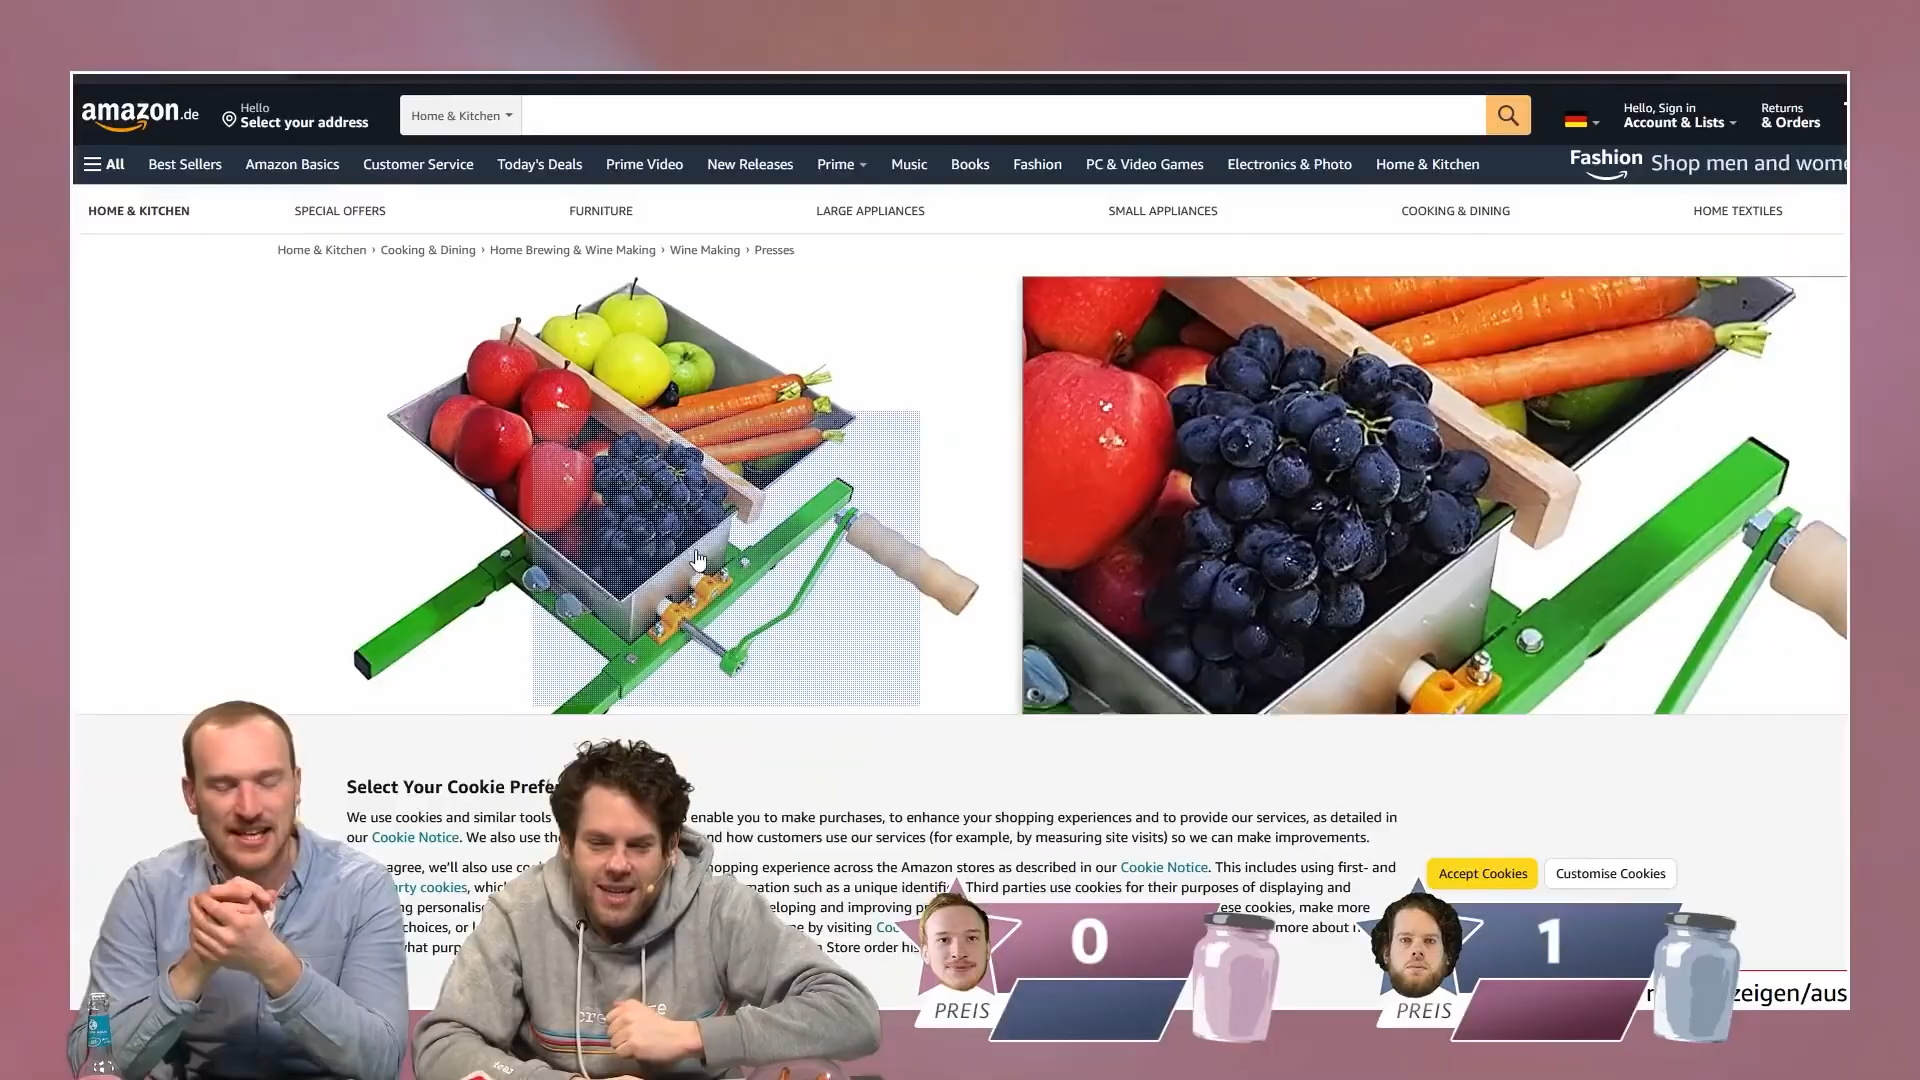 amazon.de
Hello
Select your address
Home & Kitchen
Hello, Sign in
Account & Lists
Returns
& Orders
All
Best Sellers
Amazon Basics
Customer Service
Today's Deals
Prime Video
New Releases
Prime
Music
Books
Fashion
PC & Video Games
Electronics & Photo
Home & Kitchen
Fashion Shop men and wome
HOME & KITCHEN
SPECIAL OFFERS
FURNITURE
LARGE APPLIANCES
SMALL APPLIANCES
COOKING & DINING
HOME TEXTILES
Home & Kitchen › Cooking & Dining › Home Brewing & Wine Making › Wine Making › Presses
Select Your Cookie Prefe
We use cookies and similar tools enable you to make purchases, to enhance your shopping experiences and to provide our services, as detailed in
our Cookie Notice. We also use the nd how customers use our services (for example, by measuring site visits) so we can make improvements.
agree, we'll also use co hopping experience across the Amazon stores as described in our Cookie Notice. This includes using first- and
arty cookies, which mation such as a unique identifi Third parties use cookies for their purposes of displaying and
ng personalise eloping and improving p ese cookies, make more
choices, or e by visiting Coo more about
hat purp Store order his
Accept Cookies
Customise Cookies
0
PREIS
1
PREIS
zeigen/aus